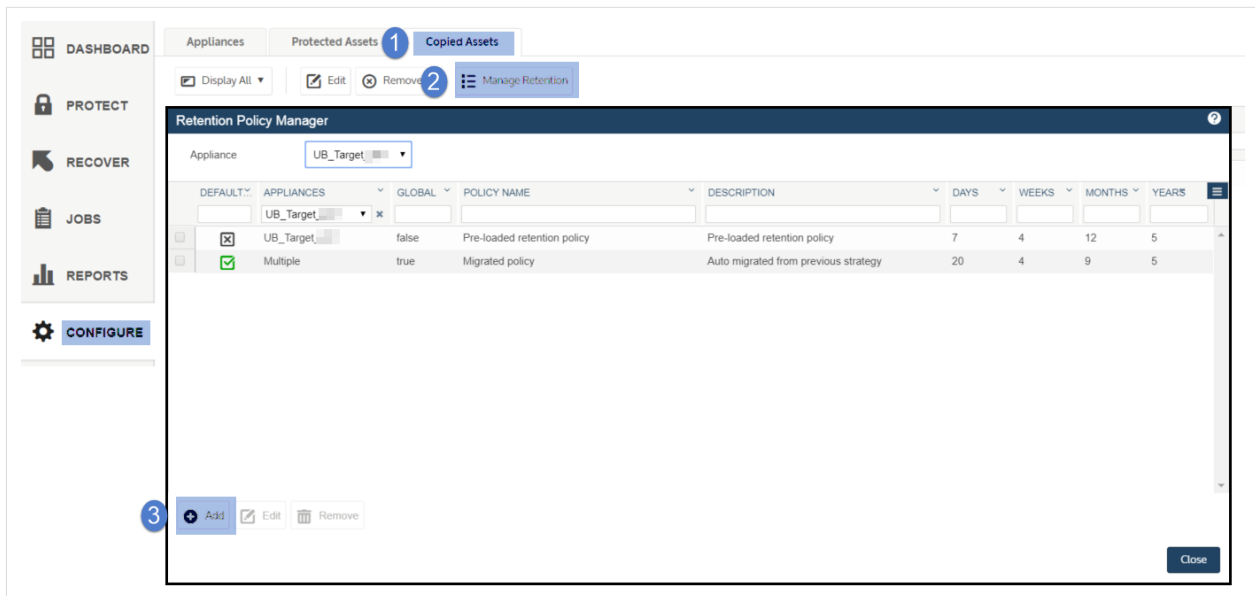 DASHBOARD
PROTECT
RECOVER
JOBS
REPORTS
CONFIGURE
Appliances Protected Assets 1 Copied Assets
Display All Edit Remove 2 Manage Retention
Retention Policy Manager ?
Appliance UB_Target_
DEFAULT APPLIANCES GLOBAL POLICY NAME DESCRIPTION DAYS WEEKS MONTHS YEARS
UB_Target_
UB_Target_ false Pre-loaded retention policy Pre-loaded retention policy 7 4 12 5
Multiple true Migrated policy Auto migrated from previous strategy 20 4 9 5
3 Add Edit Remove
Close